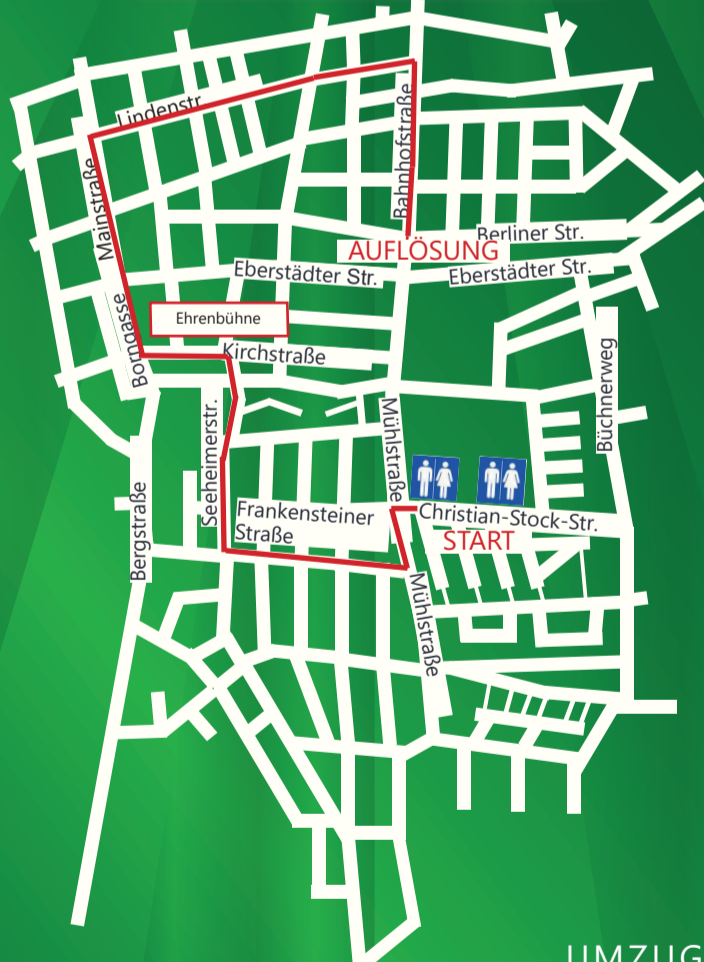 Lindenstr.
Bahnhofstraße
Mainstraße
Berliner Str.
AUFLÖSUNG
Eberstädter Str.
Eberstädter Str.
Ehrenbühne
Borngasse
Kirchstraße
Büchnerweg
Mühlstraße
Seeheimerstr.
Bergstraße
Frankensteiner
Straße
Christian-Stock-Str.
START
Mühlstraße
UMZUG